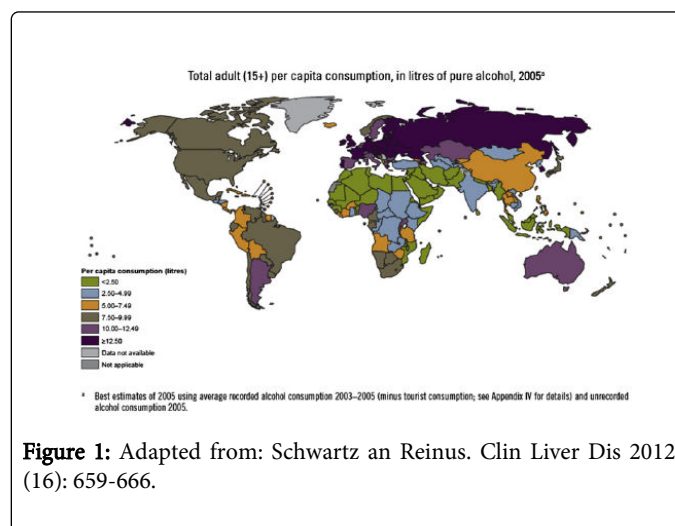 Total adult (15+) per capita consumption, in litres of pure alcohol, 2005ª
Per capita consumption (litres)
<2.50
2.50–4.99
5.00–7.49
7.50–9.99
10.00–12.49
≥12.50
Data not available
Not applicable
ª Best estimates of 2005 using average recorded alcohol consumption 2003–2005 (minus tourist consumption; see Appendix IV for details) and unrecorded
alcohol consumption 2005.
Figure 1: Adapted from: Schwartz an Reinus. Clin Liver Dis 2012
(16): 659-666.